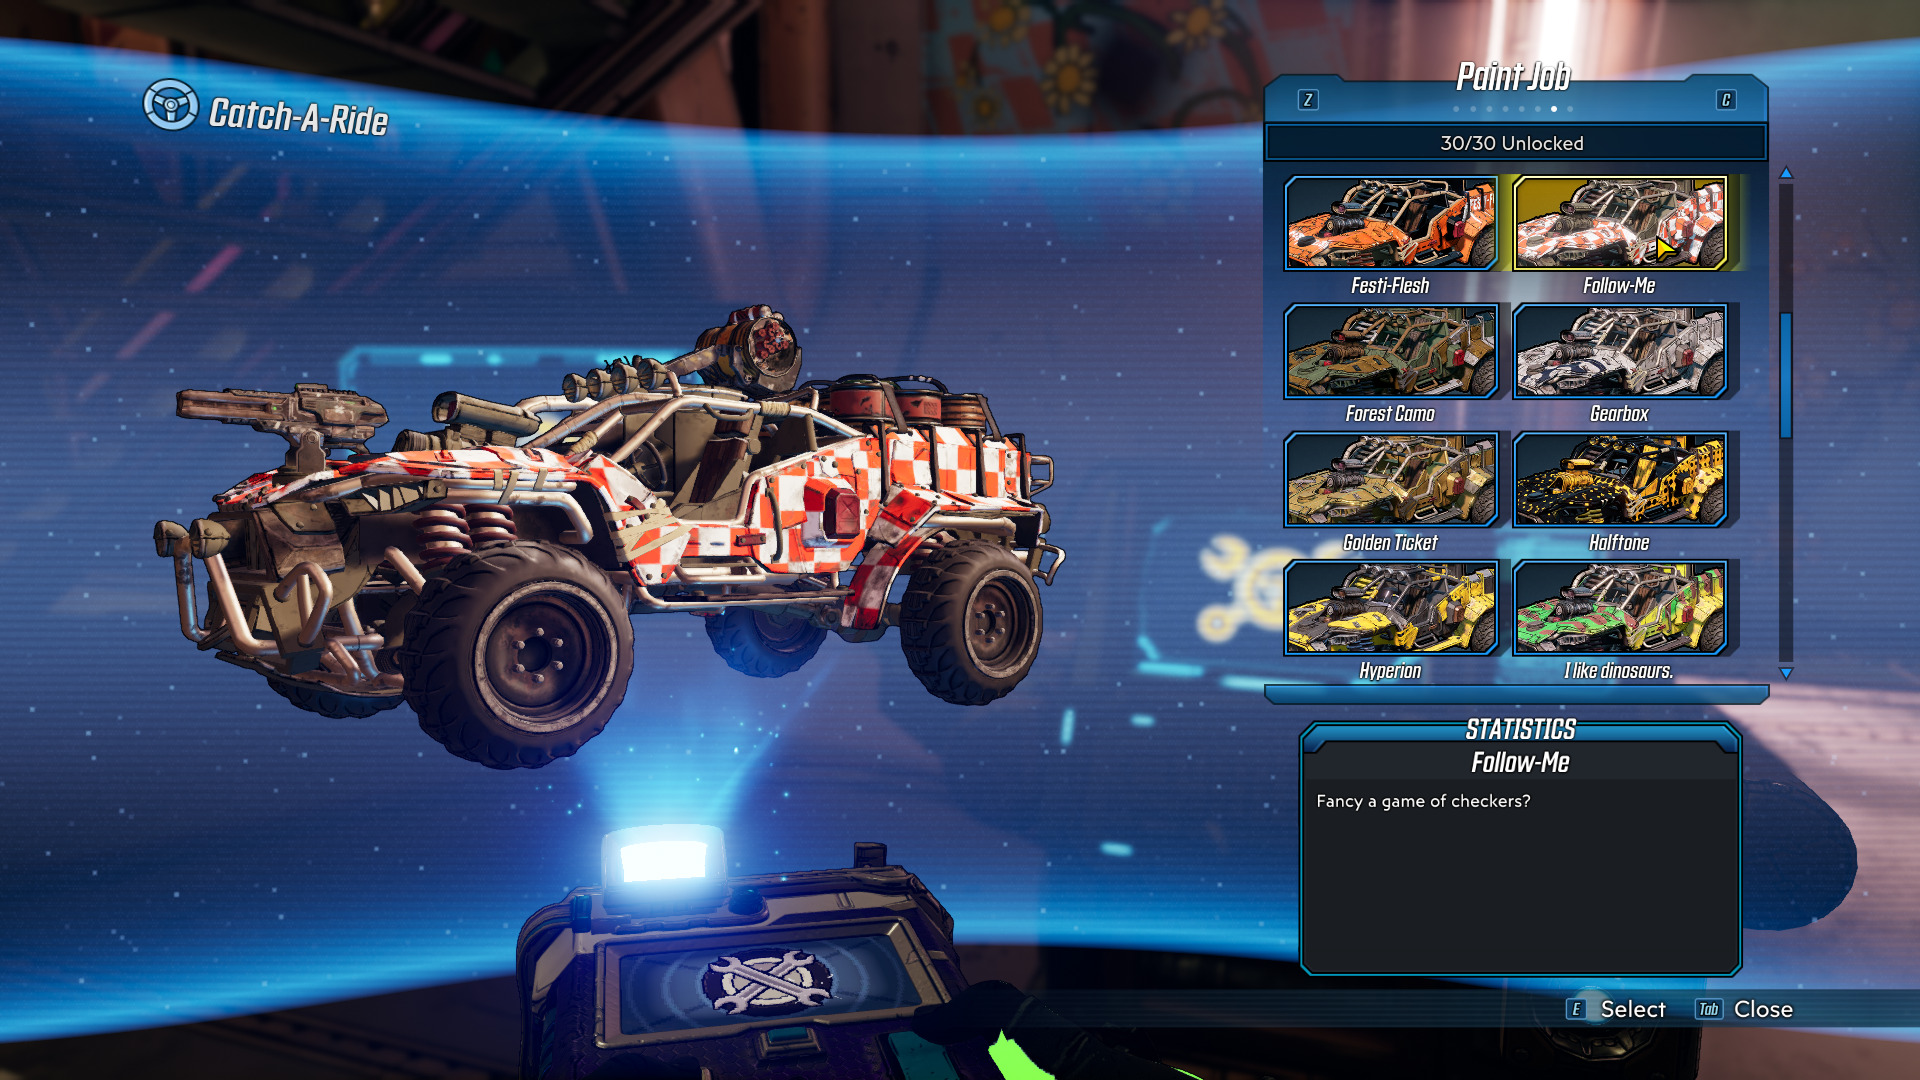 Catch-A-Ride
Paint Job
Z
C
30/30 Unlocked
Festi-Flesh
Follow-Me
Forest Camo
Gearbox
Golden Ticket
Halftone
Hyperion
I like dinosaurs.
STATISTICS
Follow-Me
Fancy a game of checkers?
E Select
Tab Close